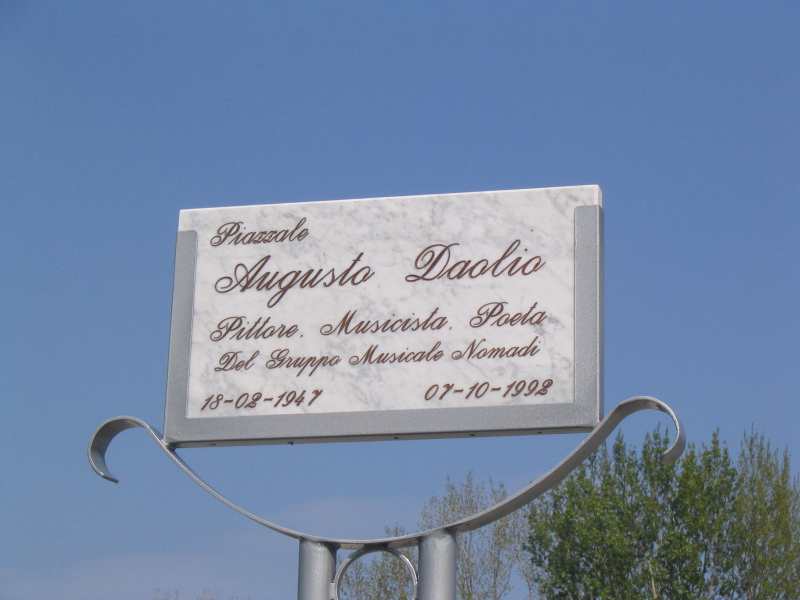 Piazzale
Augusto Daolio
Pittore. Musicista. Poeta
Del Gruppo Musicale Nomadi
18-02-1947 07-10-1992